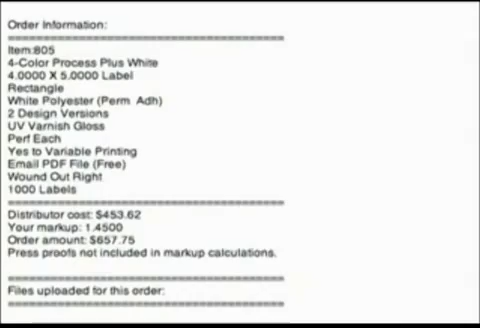 Order Information:
========================================
Item:805
4-Color Process Plus White
4.0000 X 5.0000 Label
Rectangle
White Polyester (Perm Adh)
2 Design Versions
UV Varnish Gloss
Perf Each
Yes to Variable Printing
Email PDF File (Free)
Wound Out Right
1000 Labels
========================================
Distributor cost: $453.62
Your markup: 1.4500
Order amount: $657.75
Press proofs not included in markup calculations.
========================================
Files uploaded for this order:
========================================